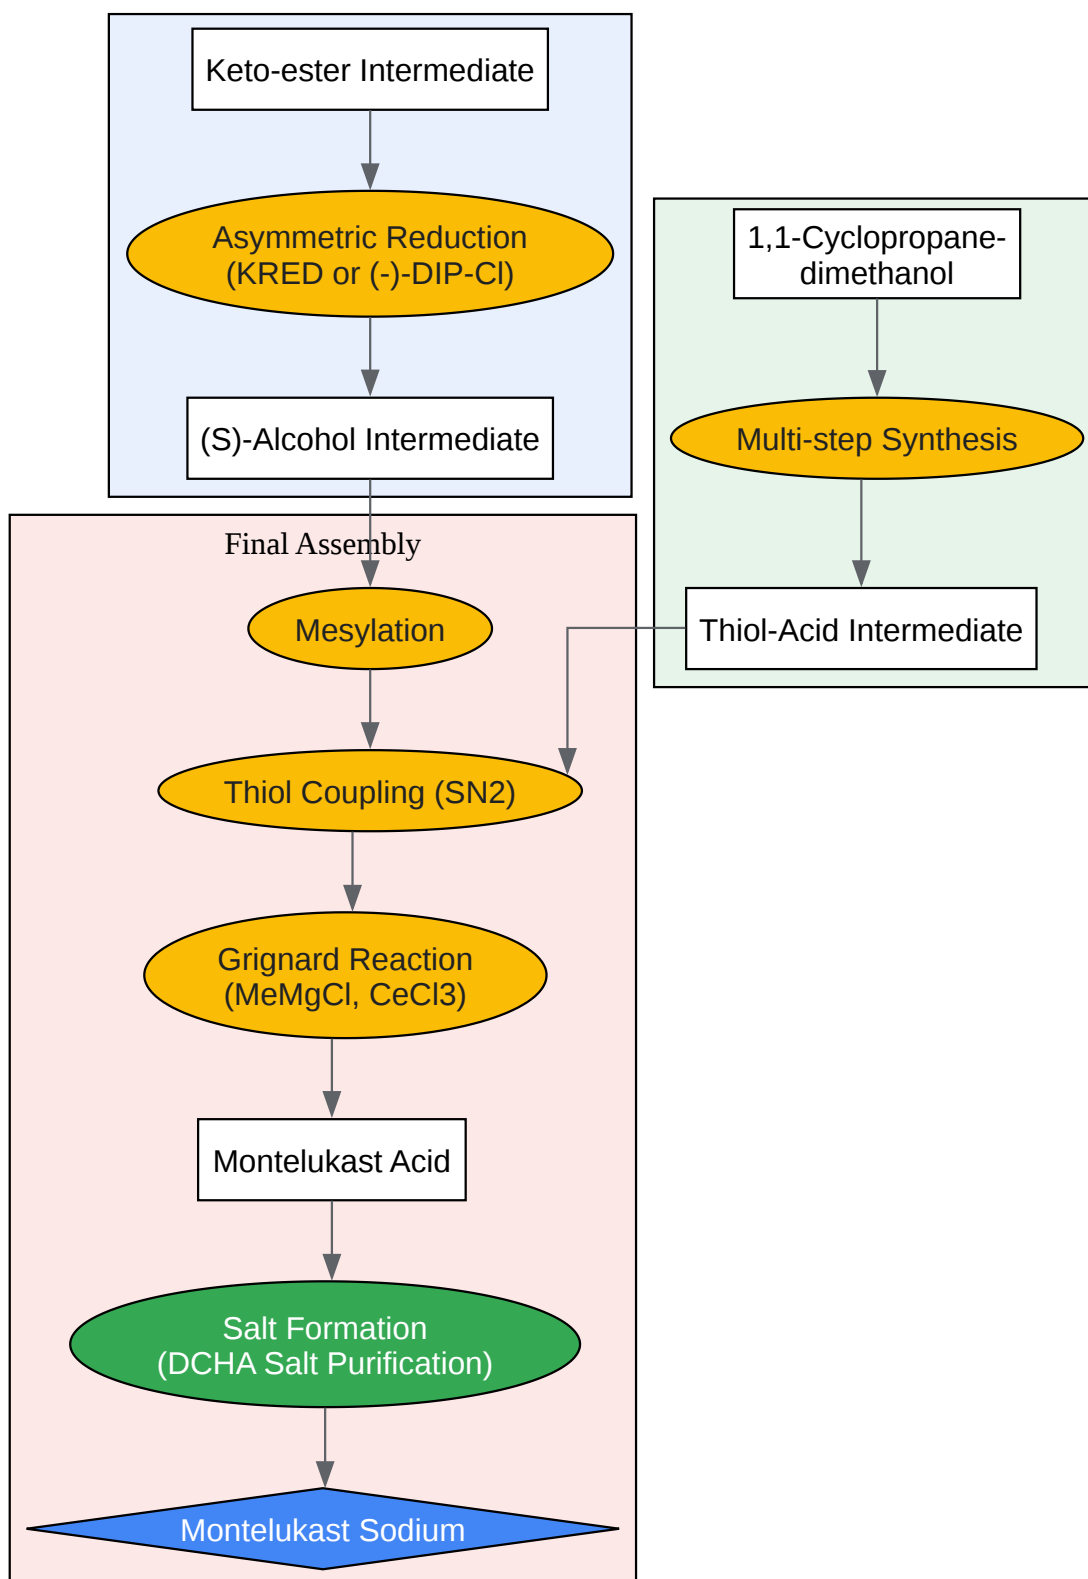 Keto-ester Intermediate
Asymmetric Reduction
(KRED or (-)-DIP-Cl)
(S)-Alcohol Intermediate
1,1-Cyclopropane-
dimethanol
Multi-step Synthesis
Thiol-Acid Intermediate
Final Assembly
Mesylation
Thiol Coupling (SN2)
Grignard Reaction
(MeMgCl, CeCl3)
Montelukast Acid
Salt Formation
(DCHA Salt Purification)
Montelukast Sodium